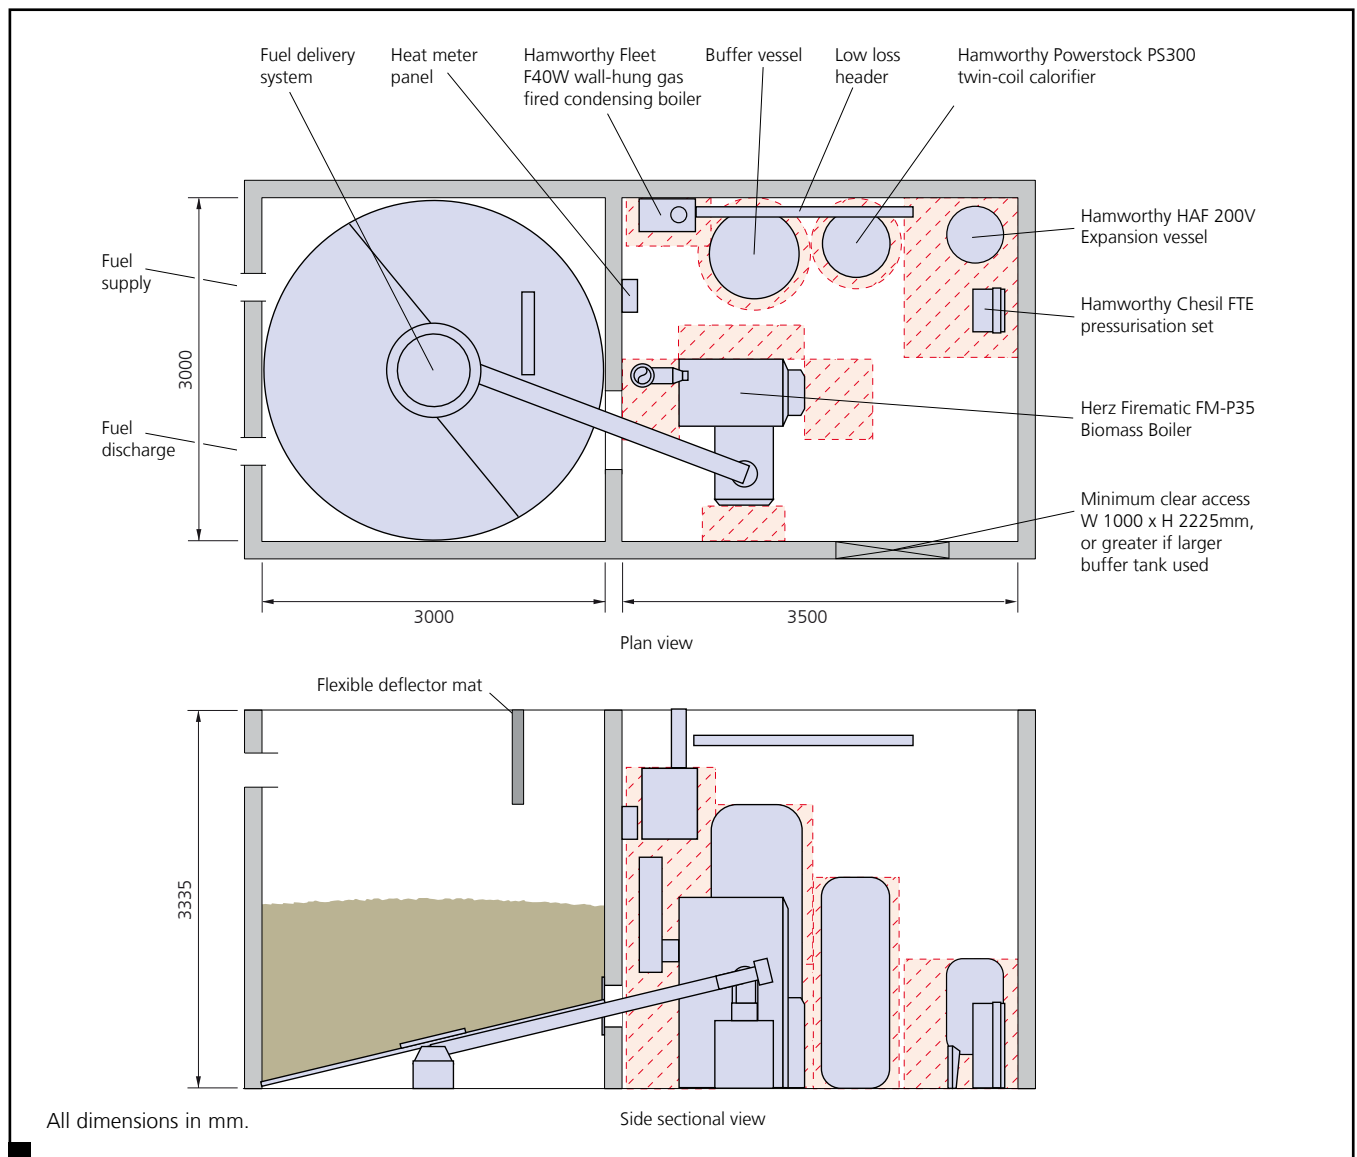 Fuel delivery
system
Heat meter
panel
Hamworthy Fleet
F40W wall-hung gas
fired condensing boiler
Buffer vessel
Low loss
header
Hamworthy Powerstock PS300
twin-coil calorifier
Fuel
supply
3000
Fuel
discharge
Hamworthy HAF 200V
Expansion vessel
Hamworthy Chesil FTE
pressurisation set
Herz Firematic FM-P35
Biomass Boiler
Minimum clear access
W 1000 x H 2225mm,
or greater if larger
buffer tank used
3000
3500
Plan view
Flexible deflector mat
3335
All dimensions in mm.
Side sectional view